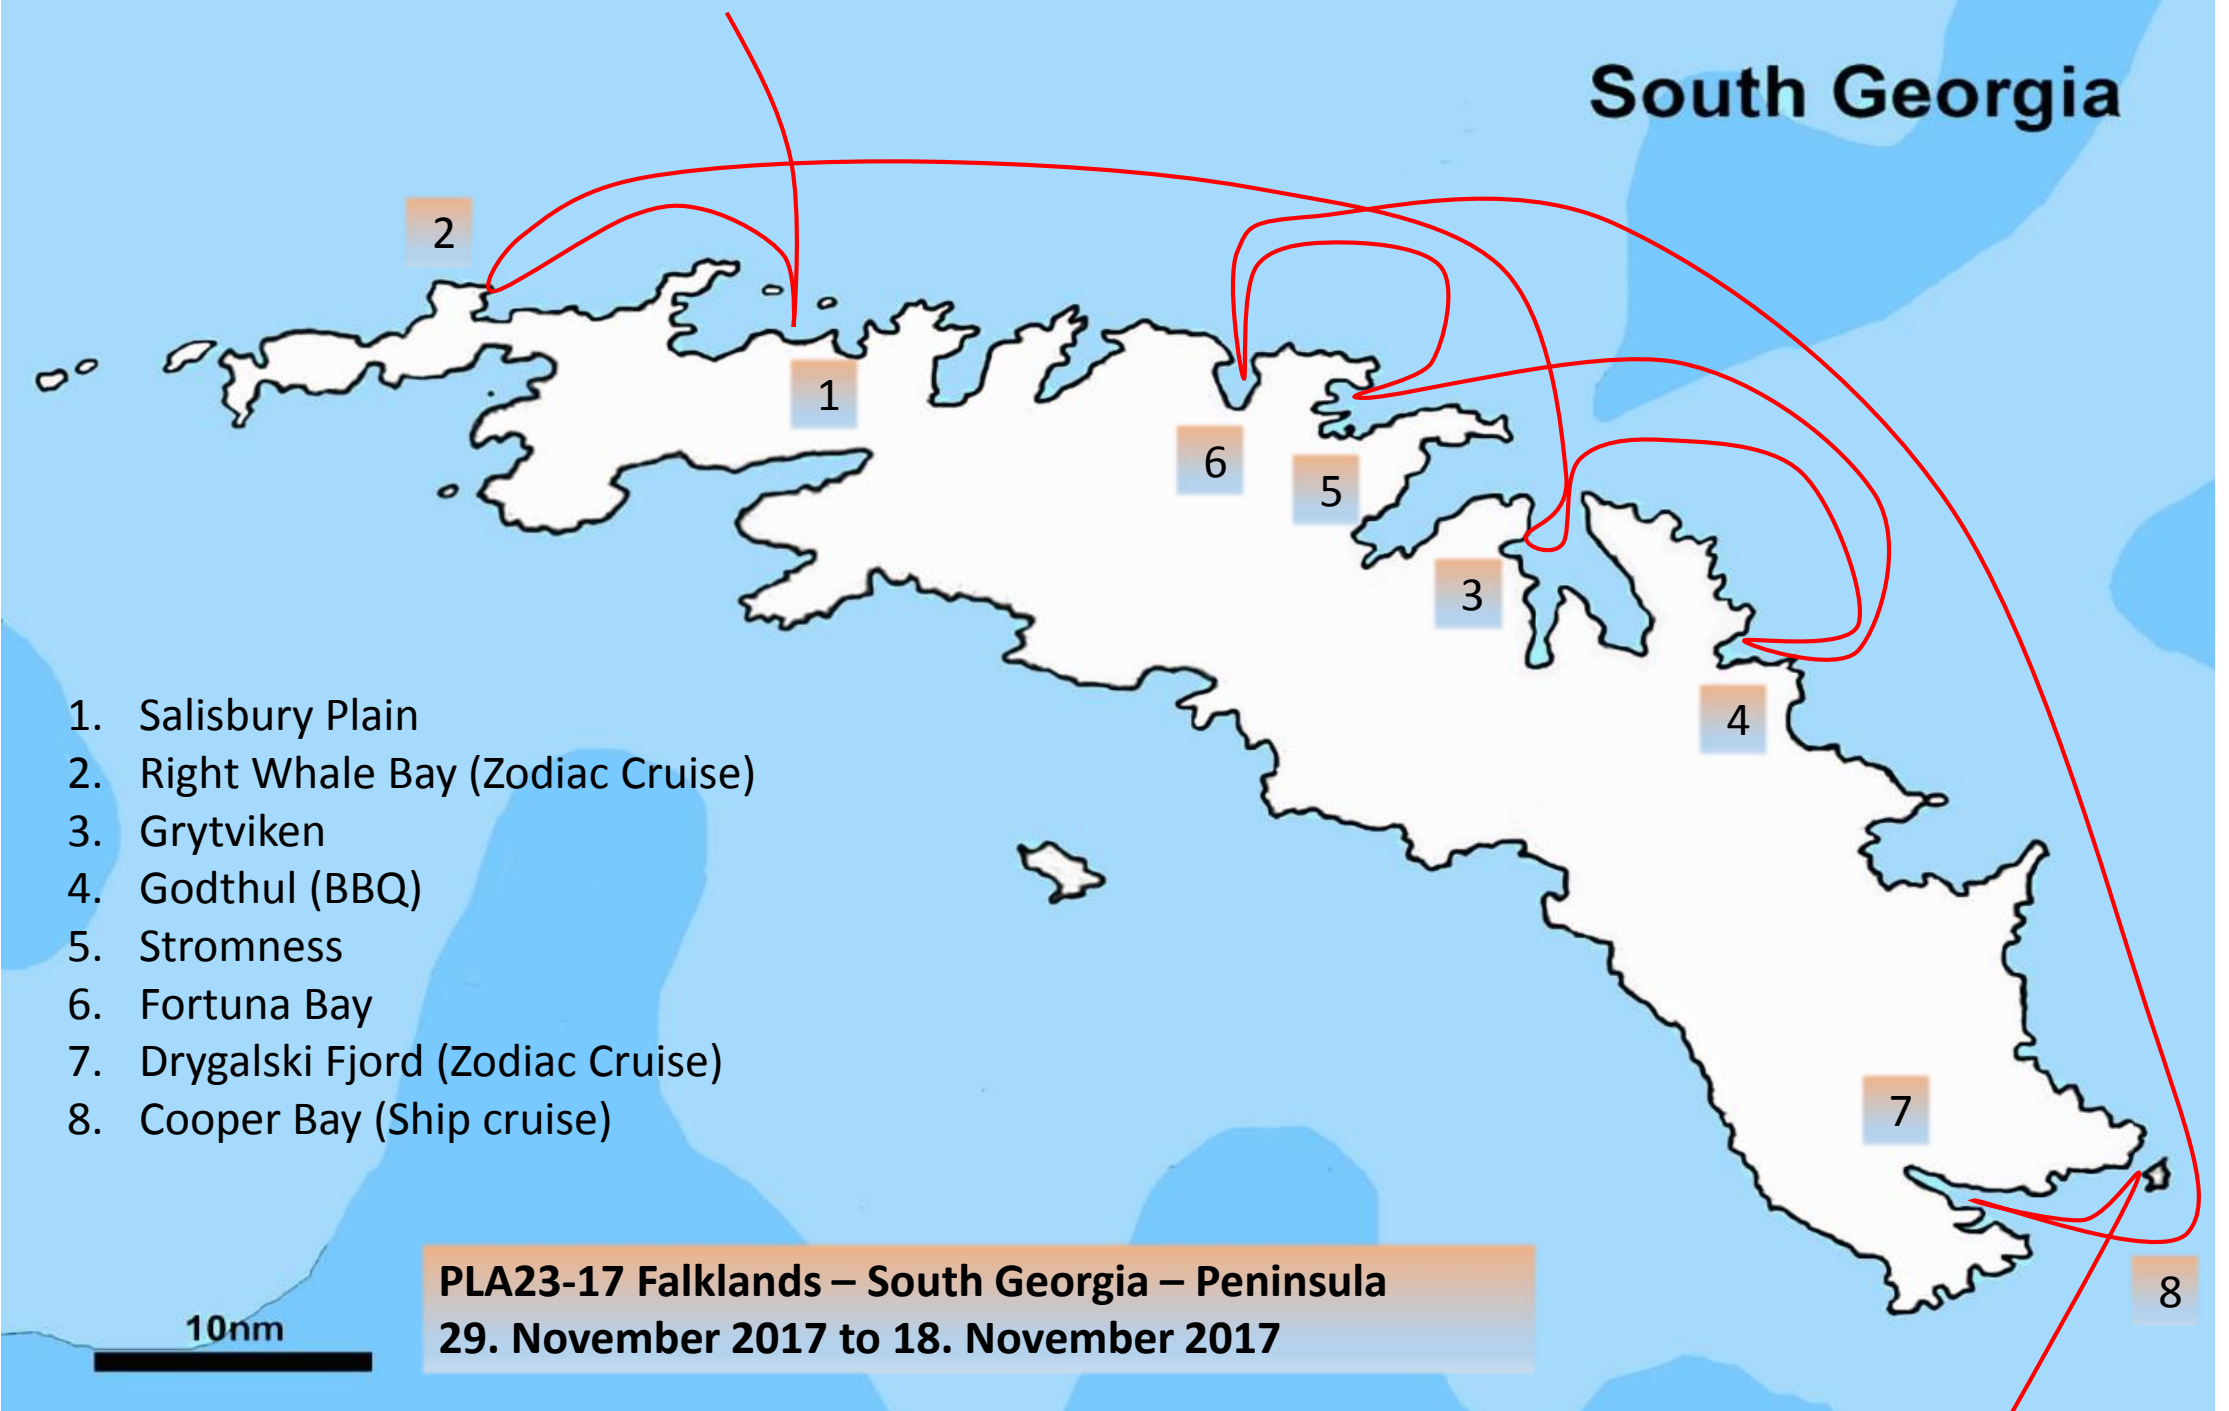 South Georgia
2
1
6
5
3
4
1. Salisbury Plain
2. Right Whale Bay (Zodiac Cruise)
3. Grytviken
4. Godthul (BBQ)
5. Stromness
6. Fortuna Bay
7. Drygalski Fjord (Zodiac Cruise)
8. Cooper Bay (Ship cruise)
7
8
PLA23-17 Falklands – South Georgia – Peninsula
29. November 2017 to 18. November 2017
10nm